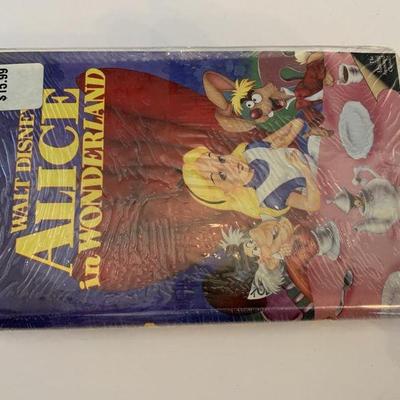 $15.99
WALT DISNEY
ALICE
in WONDERLAND